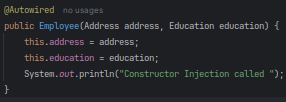 @Autowired no usages
public Employee(Address address, Education education) {
    this.address = address;
    this.education = education;
    System.out.println("Constructor Injection called ");
}